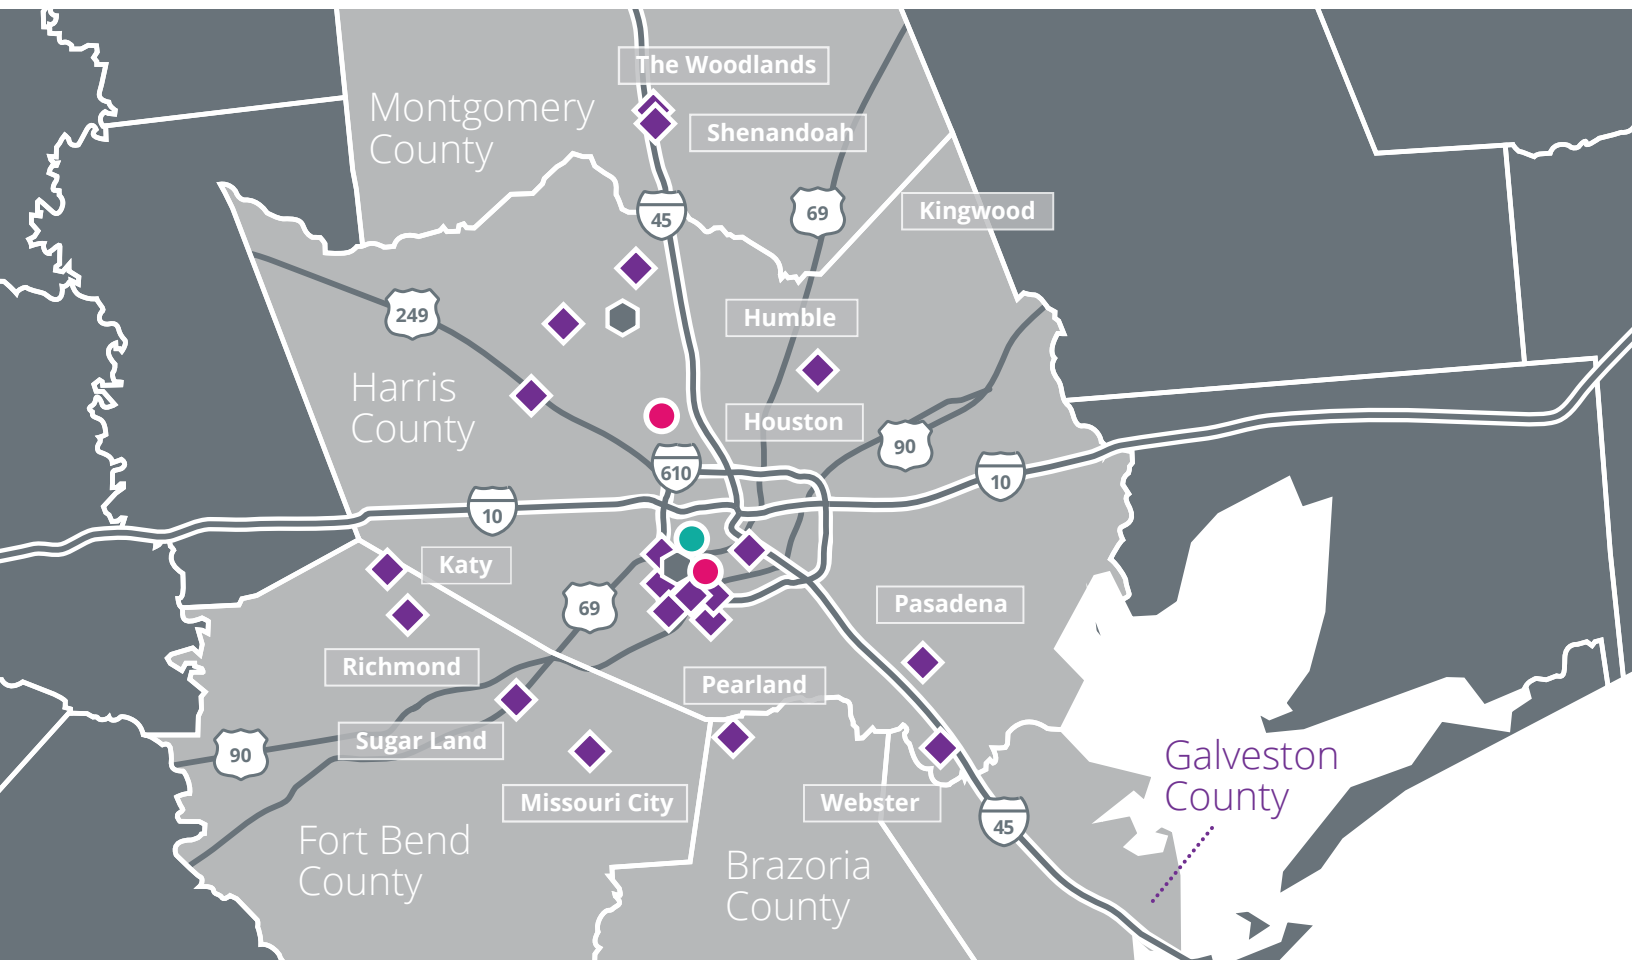 The Woodlands
Montgomery
County
Shenandoah
Kingwood
45
69
249
Humble
Harris
County
Houston
90
610
10
10
Katy
69
Pasadena
Richmond
Pearland
Sugar Land
90
Galveston
County
Missouri City
Webster
45
Fort Bend
County
Brazoria
County